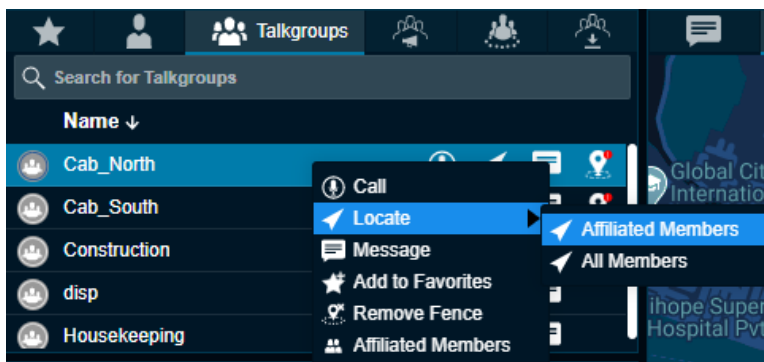 Talkgroups
Search for Talkgroups
Name ↓
Cab_North
Cab_South
Construction
disp
Housekeeping
Call
Locate
Message
Add to Favorites
Remove Fence
Affiliated Members
Affiliated Members
All Members
Global Cit
Internatio
ihope Super
Hospital Pvt